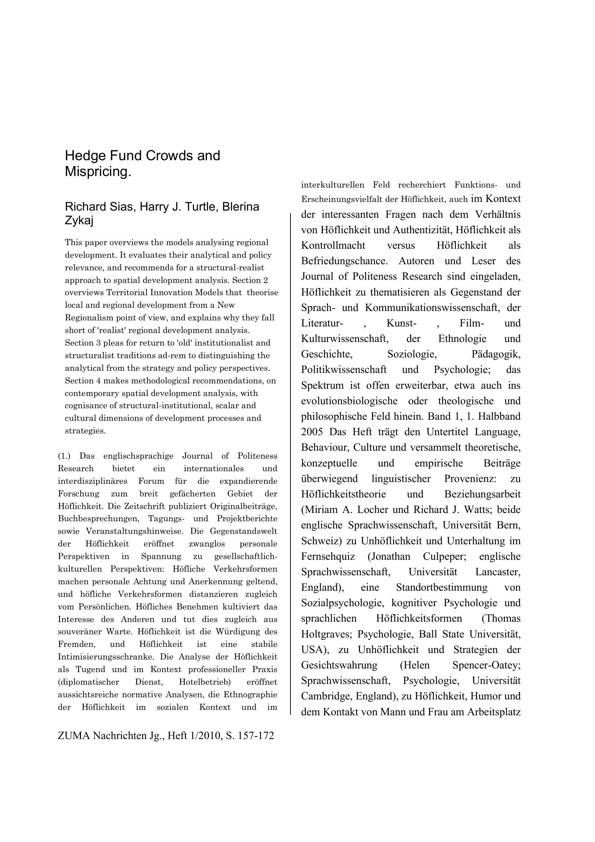 Hedge Fund Crowds and
Mispricing.
Richard Sias, Harry J. Turtle, Blerina
Zykaj
This paper overviews the models analysing regional
development. It evaluates their analytical and policy
relevance, and recommends for a structural-realist
approach to spatial development analysis. Section 2
overviews Territorial Innovation Models that theorise
local and regional development from a New
Regionalism point of view, and explains why they fall
short of 'realist' regional development analysis.
Section 3 pleas for return to 'old' institutionalist and
structuralist traditions ad-rem to distinguishing the
analytical from the strategy and policy perspectives.
Section 4 makes methodological recommendations, on
contemporary spatial development analysis, with
cognisance of structural-institutional, scalar and
cultural dimensions of development processes and
strategies.
(1.) Das englischsprachige Journal of Politeness
Research bietet ein internationales und
interdisziplinäres Forum für die expandierende
Forschung zum breit gefächerten Gebiet der
Höflichkeit. Die Zeitschrift publiziert Originalbeiträge,
Buchbesprechungen, Tagungs- und Projektberichte
sowie Veranstaltungshinweise. Die Gegenstandswelt
der Höflichkeit eröffnet zwanglos personale
Perspektiven in Spannung zu gesellschaftlich-
kulturellen Perspektiven: Höfliche Verkehrsformen
machen personale Achtung und Anerkennung geltend,
und höfliche Verkehrsformen distanzieren zugleich
vom Persönlichen. Höfliches Benehmen kultiviert das
Interesse des Anderen und tut dies zugleich aus
souveräner Warte. Höflichkeit ist die Würdigung des
Fremden, und Höflichkeit ist eine stabile
Intimisierungsschranke. Die Analyse der Höflichkeit
als Tugend und im Kontext professioneller Praxis
(diplomatischer Dienst, Hotelbetrieb) eröffnet
aussichtsreiche normative Analysen, die Ethnographie
der Höflichkeit im sozialen Kontext und im
interkulturellen Feld recherchiert Funktions- und
Erscheinungsvielfalt der Höflichkeit, auch im Kontext
der interessanten Fragen nach dem Verhältnis
von Höflichkeit und Authentizität, Höflichkeit als
Kontrollmacht versus Höflichkeit als
Befriedungschance. Autoren und Leser des
Journal of Politeness Research sind eingeladen,
Höflichkeit zu thematisieren als Gegenstand der
Sprach- und Kommunikationswissenschaft, der
Literatur- , Kunst- , Film- und
Kulturwissenschaft, der Ethnologie und
Geschichte, Soziologie, Pädagogik,
Politikwissenschaft und Psychologie; das
Spektrum ist offen erweiterbar, etwa auch ins
evolutionsbiologische oder theologische und
philosophische Feld hinein. Band 1, 1. Halbband
2005 Das Heft trägt den Untertitel Language,
Behaviour, Culture und versammelt theoretische,
konzeptuelle und empirische Beiträge
überwiegend linguistischer Provenienz: zu
Höflichkeitstheorie und Beziehungsarbeit
(Miriam A. Locher und Richard J. Watts; beide
englische Sprachwissenschaft, Universität Bern,
Schweiz) zu Unhöflichkeit und Unterhaltung im
Fernsehquiz (Jonathan Culpeper; englische
Sprachwissenschaft, Universität Lancaster,
England), eine Standortbestimmung von
Sozialpsychologie, kognitiver Psychologie und
sprachlichen Höflichkeitsformen (Thomas
Holtgraves; Psychologie, Ball State Universität,
USA), zu Unhöflichkeit und Strategien der
Gesichtswahrung (Helen Spencer-Oatey;
Sprachwissenschaft, Psychologie, Universität
Cambridge, England), zu Höflichkeit, Humor und
dem Kontakt von Mann und Frau am Arbeitsplatz
ZUMA Nachrichten Jg., Heft 1/2010, S. 157-172